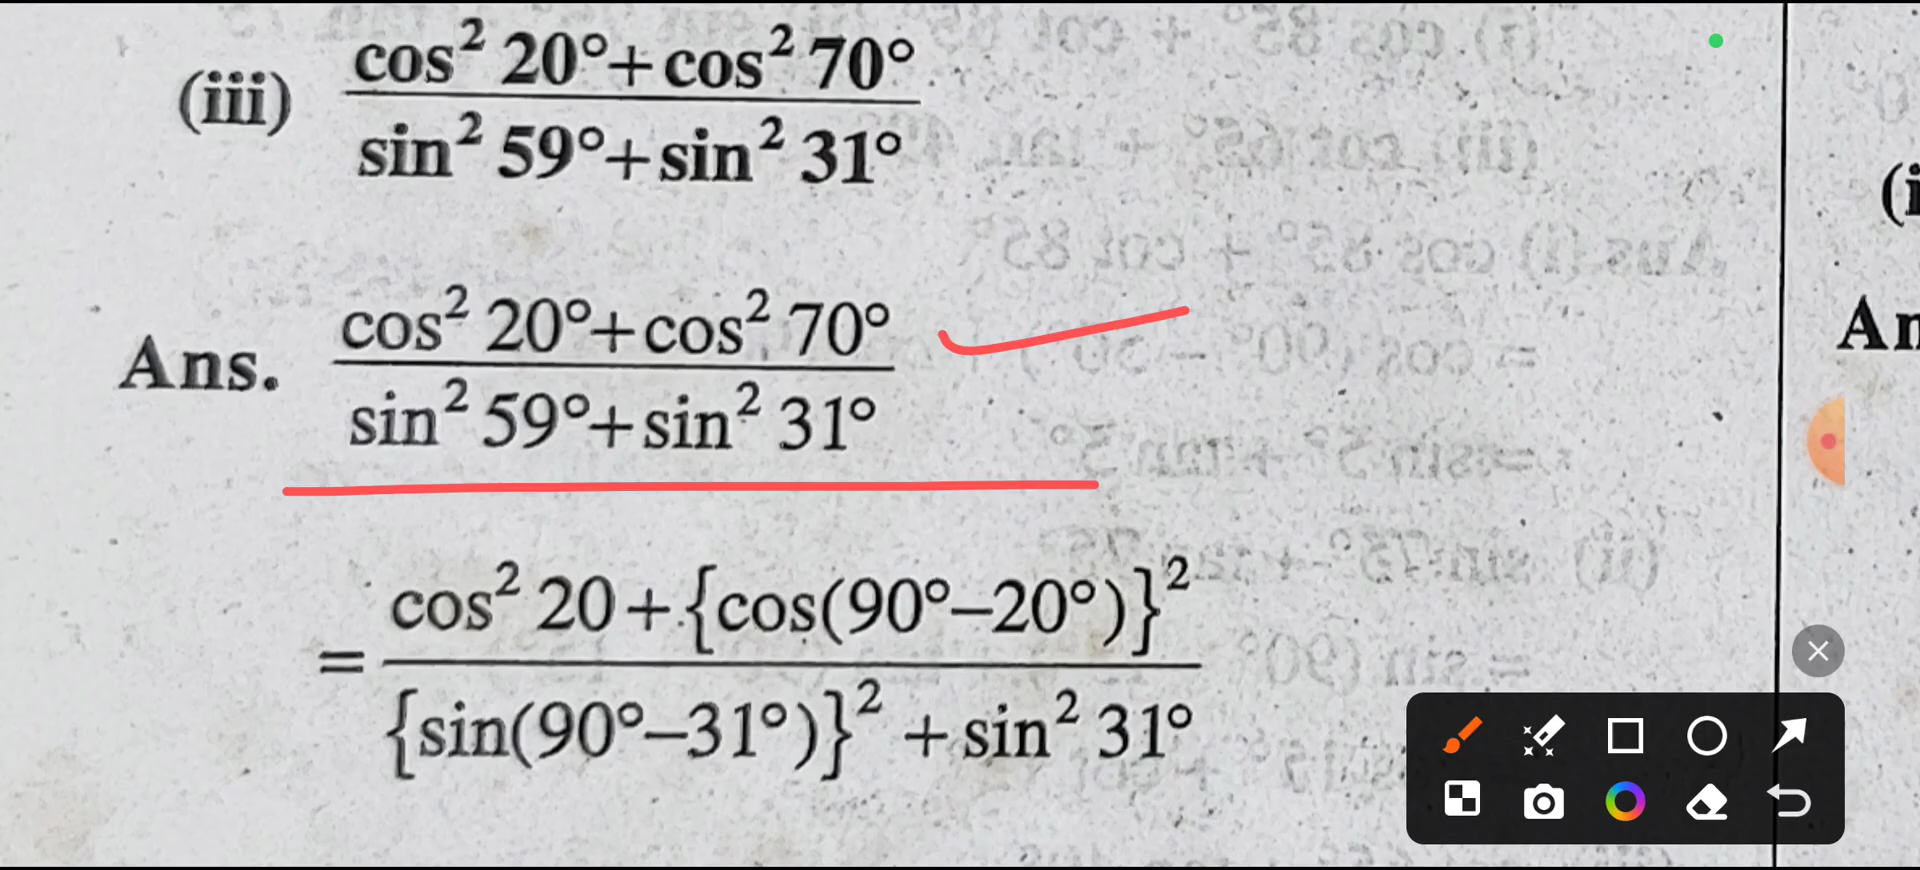 (iii) cos² 20°+cos² 70° / sin² 59°+sin² 31°
Ans. cos² 20°+cos² 70° / sin² 59°+sin² 31°
= cos² 20+{cos(90°–20°)}² / {sin(90°–31°)}² + sin² 31°
(i
An